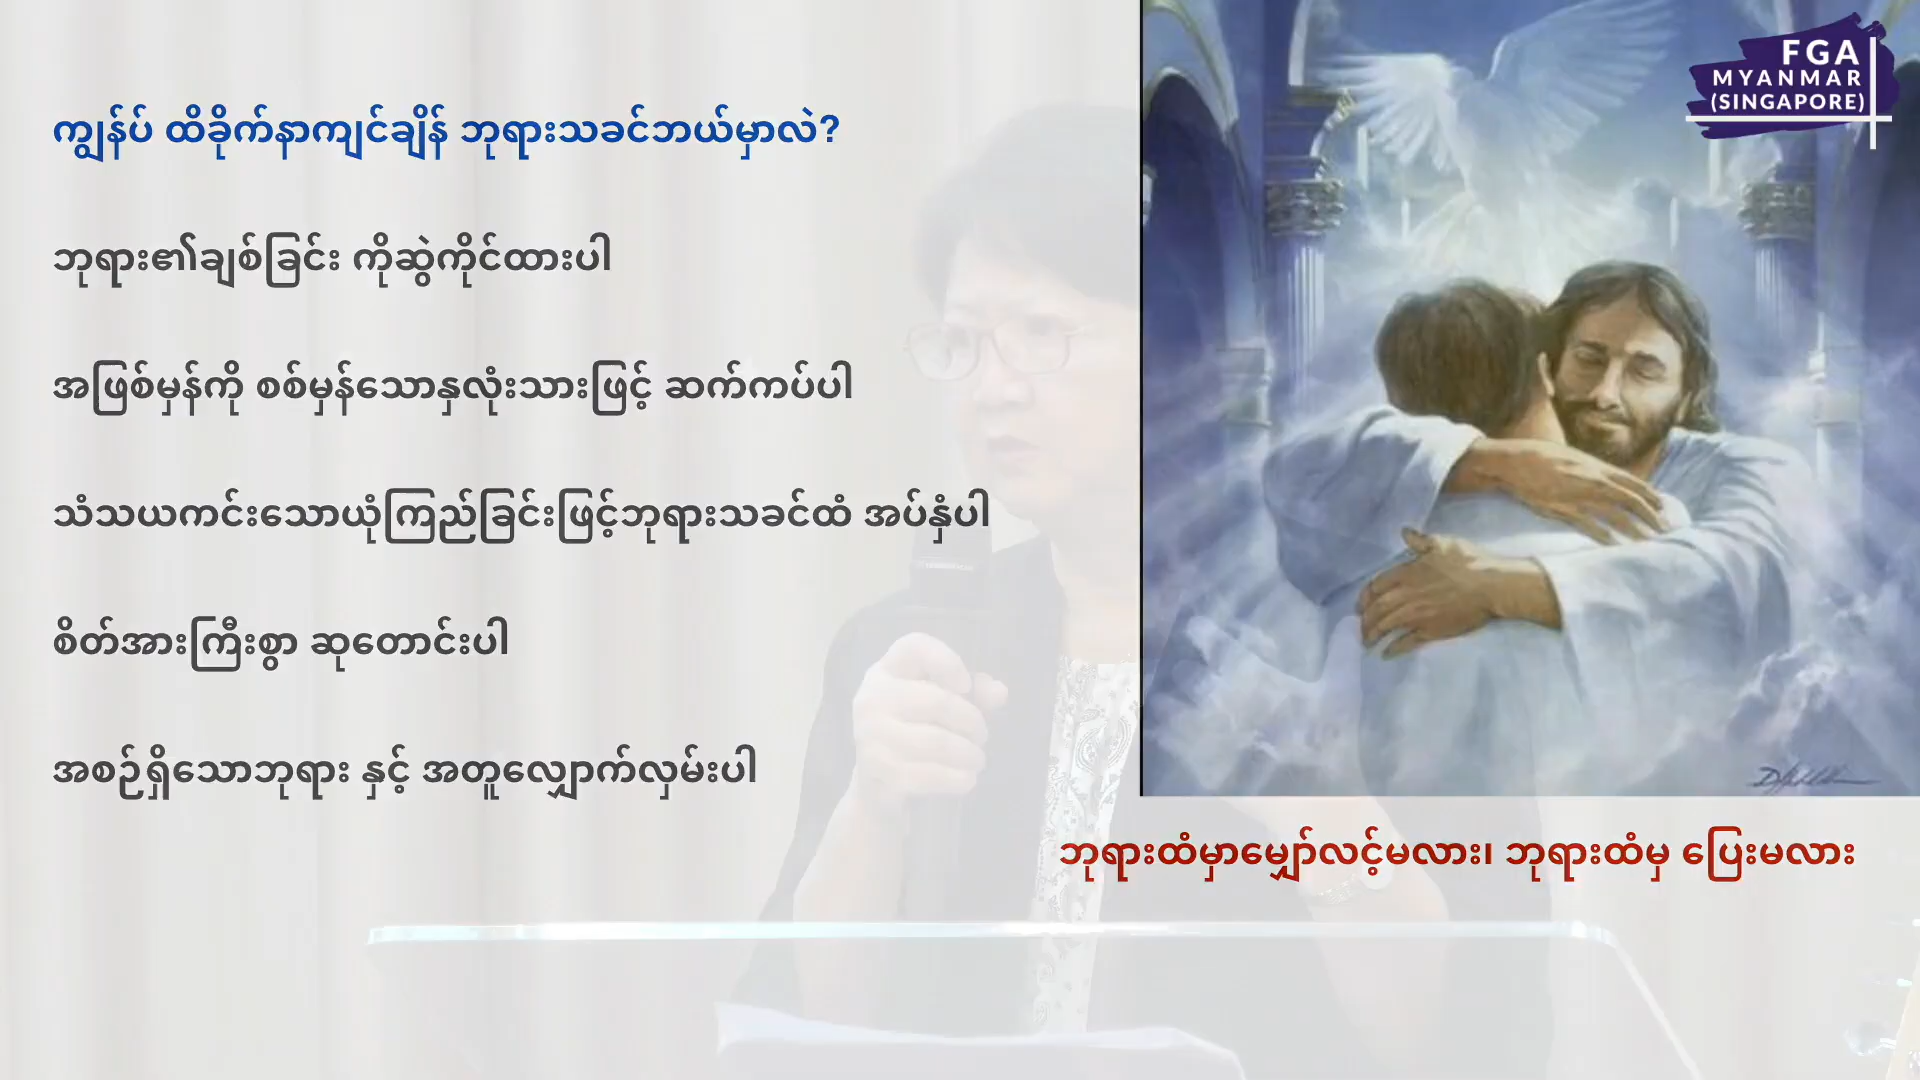 ကျွန်ပ် ထိခိုက်နာကျင်ချိန် ဘုရားသခင်ဘယ်မှာလဲ?
ဘုရား၏ချစ်ခြင်း ကိုဆွဲကိုင်ထားပါ
အဖြစ်မှန်ကို စစ်မှန်သောနှလုံးသားဖြင့် ဆက်ကပ်ပါ
သံသယကင်းသောယုံကြည်ခြင်းဖြင့်ဘုရားသခင်ထံ အပ်နှံပါ
စိတ်အားကြီးစွာ ဆုတောင်းပါ
အစဉ်ရှိသောဘုရား နှင့် အတူလျှောက်လှမ်းပါ
ဘုရားထံမှာမျှော်လင့်မလား၊ ဘုရားထံမှ ပြေးမလား
FGA
MYANMAR
(SINGAPORE)